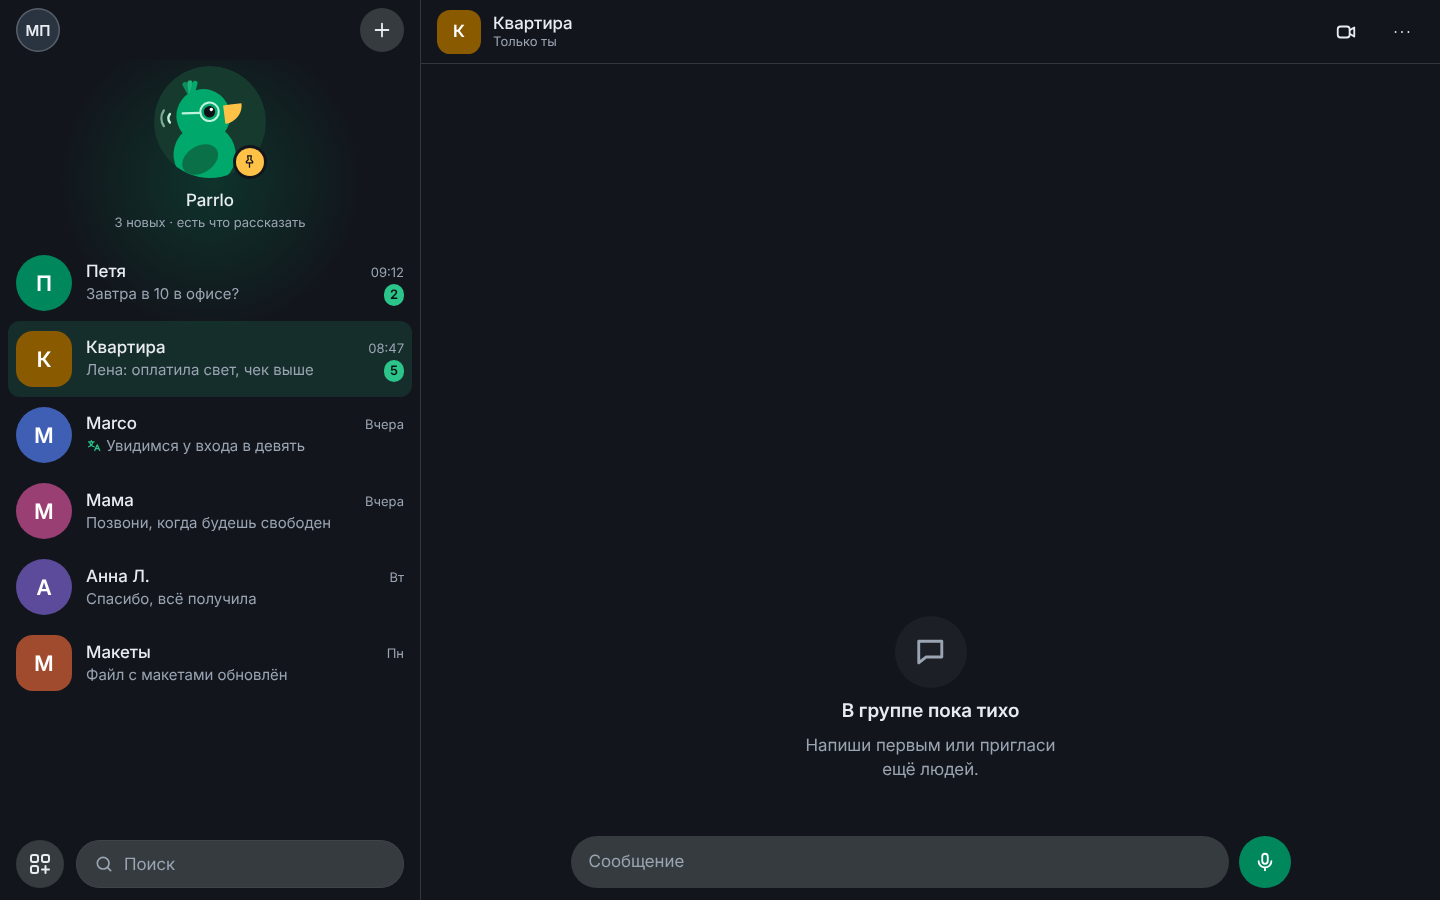 МП
Parrlo
3 новых · есть что рассказать
П
Петя
09:12
Завтра в 10 в офисе?
2
К
Квартира
08:47
Лена: оплатила свет, чек выше
5
M
Marco
Вчера
Увидимся у входа в девять
М
Мама
Вчера
Позвони, когда будешь свободен
А
Анна Л.
Вт
Спасибо, всё получила
М
Макеты
Пн
Файл с макетами обновлён
Поиск
К
Квартира
Только ты
В группе пока тихо
Напиши первым или пригласи
ещё людей.
Сообщение